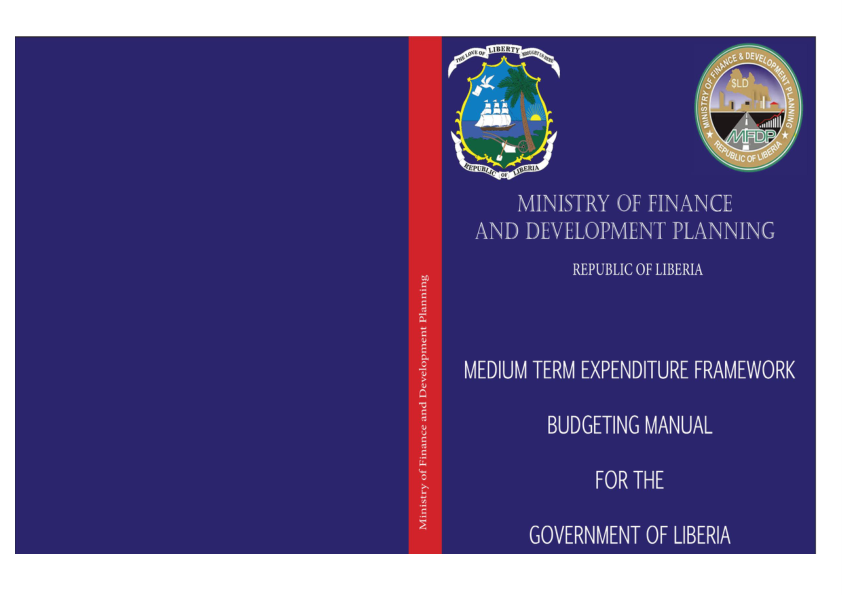 THE LOVE OF LIBERTY BROUGHT US HERE
REPUBLIC OF LIBERIA
MINISTRY OF FINANCE & DEVELOPMENT PLANNING
SLD
MFDP
REPUBLIC OF LIBERIA
MINISTRY OF FINANCE
AND DEVELOPMENT PLANNING
REPUBLIC OF LIBERIA
Ministry of Finance and Development Planning
MEDIUM TERM EXPENDITURE FRAMEWORK
BUDGETING MANUAL
FOR THE
GOVERNMENT OF LIBERIA